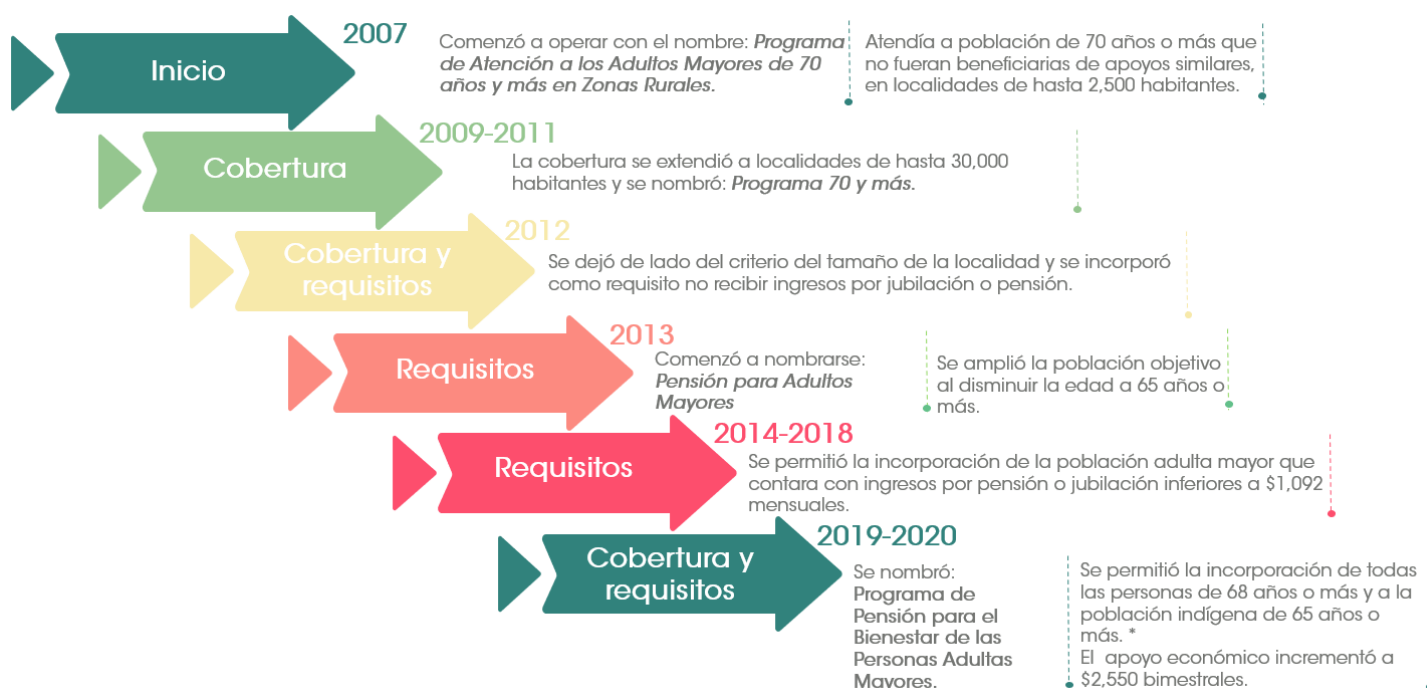 Inicio
2007
Comenzó a operar con el nombre: Programa
de Atención a los Adultos Mayores de 70
años y más en Zonas Rurales.
Atendía a población de 70 años o más que
no fueran beneficiarias de apoyos similares,
en localidades de hasta 2,500 habitantes.
Cobertura
2009-2011
La cobertura se extendió a localidades de hasta 30,000
habitantes y se nombró: Programa 70 y más.
Cobertura y
requisitos
2012
Se dejó de lado del criterio del tamaño de la localidad y se incorporó
como requisito no recibir ingresos por jubilación o pensión.
Requisitos
2013
Comenzó a nombrarse:
Pensión para Adultos
Mayores
Se amplió la población objetivo
al disminuir la edad a 65 años o
más.
Requisitos
2014-2018
Se permitió la incorporación de la población adulta mayor que
contara con ingresos por pensión o jubilación inferiores a $1,092
mensuales.
Cobertura y
requisitos
2019-2020
Se nombró:
Programa de
Pensión para el
Bienestar de las
Personas Adultas
Mayores.
Se permitió la incorporación de todas
las personas de 68 años o más y a la
población indígena de 65 años o
más. *
El apoyo económico incrementó a
$2,550 bimestrales.